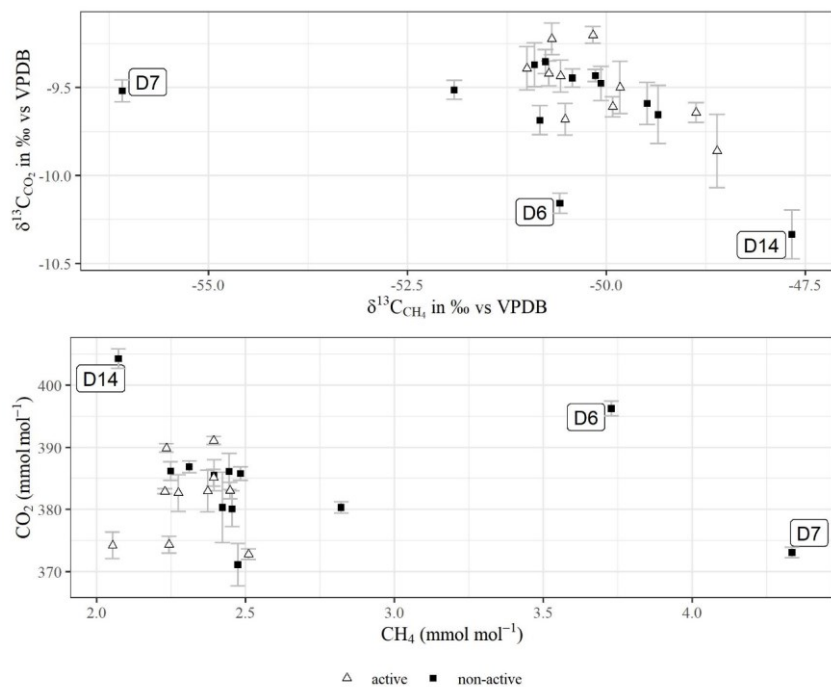 -9.5
-10.0
-10.5
δ¹³C_CO₂ in ‰ vs VPDB
D7
D6
D14
-55.0 -52.5 -50.0 -47.5
δ¹³C_CH₄ in ‰ vs VPDB
400
390
380
370
CO₂ (mmol mol⁻¹)
D14
D6
D7
2.0 2.5 3.0 3.5 4.0
CH₄ (mmol mol⁻¹)
active non-active